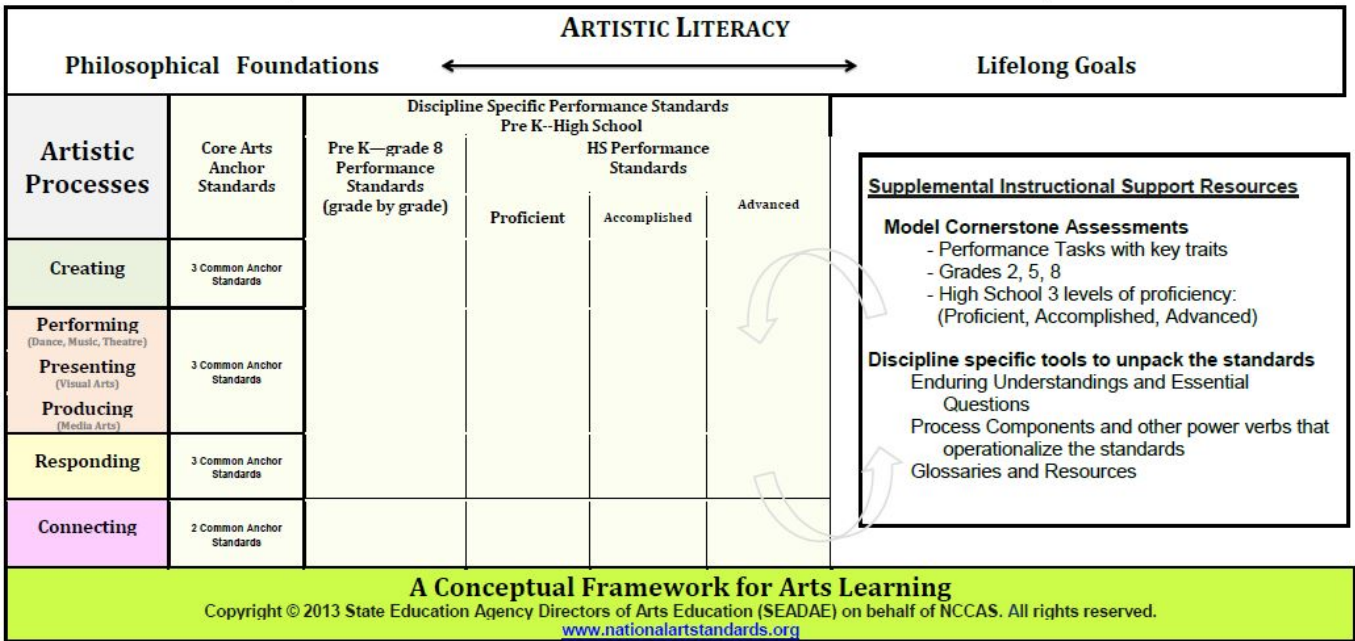 ARTISTIC LITERACY
Philosophical Foundations
Lifelong Goals
Artistic
Processes
Core Arts
Anchor
Standards
Discipline Specific Performance Standards
Pre K--High School
Pre K—grade 8
Performance
Standards
(grade by grade)
HS Performance
Standards
Proficient
Accomplished
Advanced
Creating
3 Common Anchor
Standards
Performing
(Dance, Music, Theatre)
Presenting
(Visual Arts)
Producing
(Media Arts)
3 Common Anchor
Standards
Responding
3 Common Anchor
Standards
Connecting
2 Common Anchor
Standards
Supplemental Instructional Support Resources
Model Cornerstone Assessments
- Performance Tasks with key traits
- Grades 2, 5, 8
- High School 3 levels of proficiency:
(Proficient, Accomplished, Advanced)
Discipline specific tools to unpack the standards
Enduring Understandings and Essential
Questions
Process Components and other power verbs that
operationalize the standards
Glossaries and Resources
A Conceptual Framework for Arts Learning
Copyright © 2013 State Education Agency Directors of Arts Education (SEADAE) on behalf of NCCAS. All rights reserved.
www.nationalartstandards.org